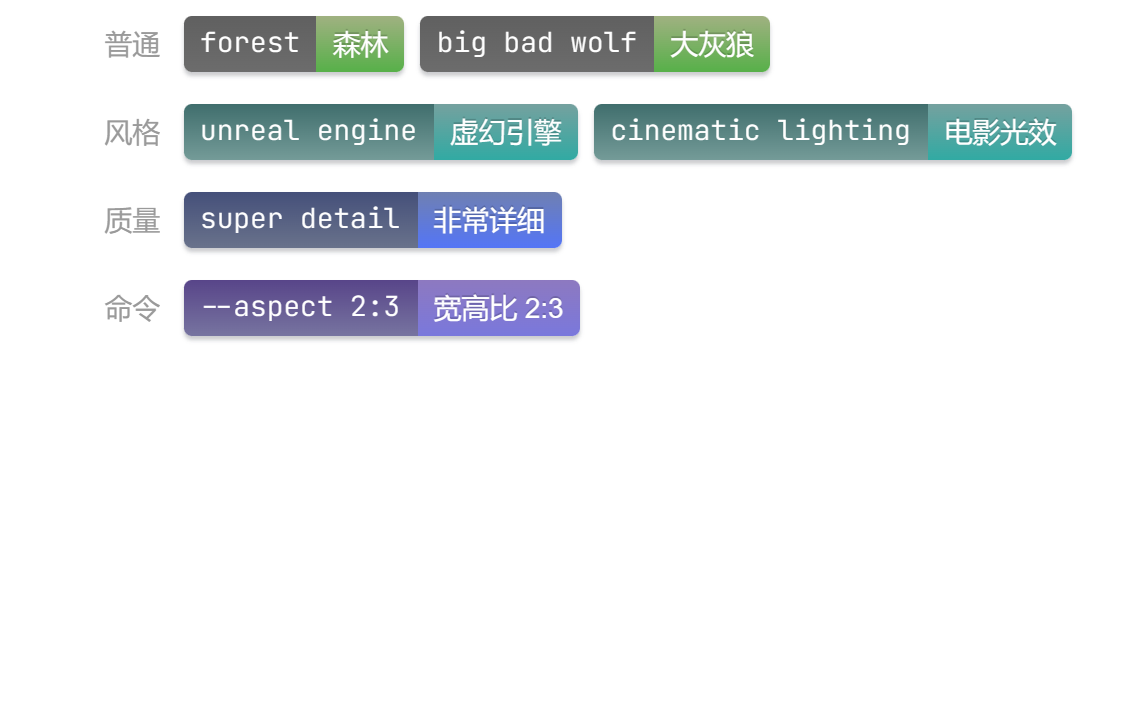 普通 forest 森林 big bad wolf 大灰狼
风格 unreal engine 虚幻引擎 cinematic lighting 电影光效
质量 super detail 非常详细
命令 --aspect 2:3 宽高比 2:3